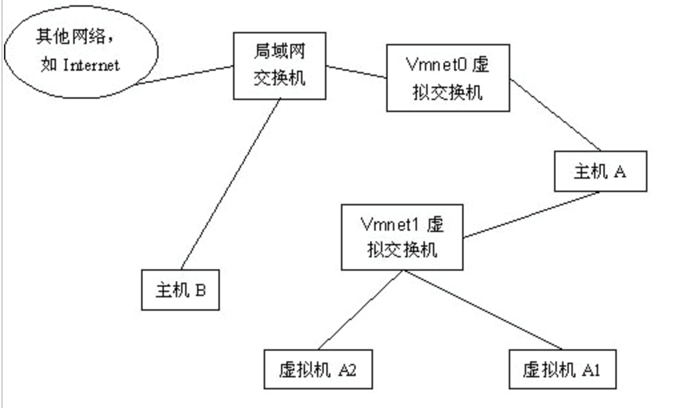 其他网络，
如 Internet
局域网
交换机
Vmnet0 虚
拟交换机
主机 A
Vmnet1 虚
拟交换机
主机 B
虚拟机 A2
虚拟机 A1